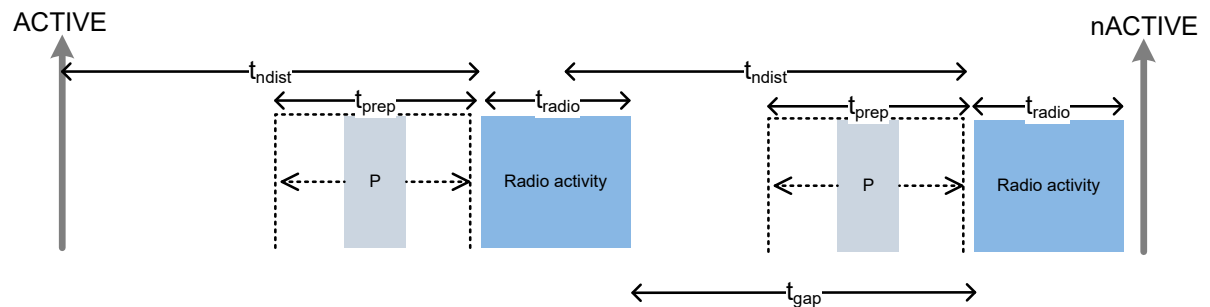 ACTIVE
nACTIVE
tndist
tndist
tprep
tradio
tprep
tradio
P
Radio activity
P
Radio activity
tgap